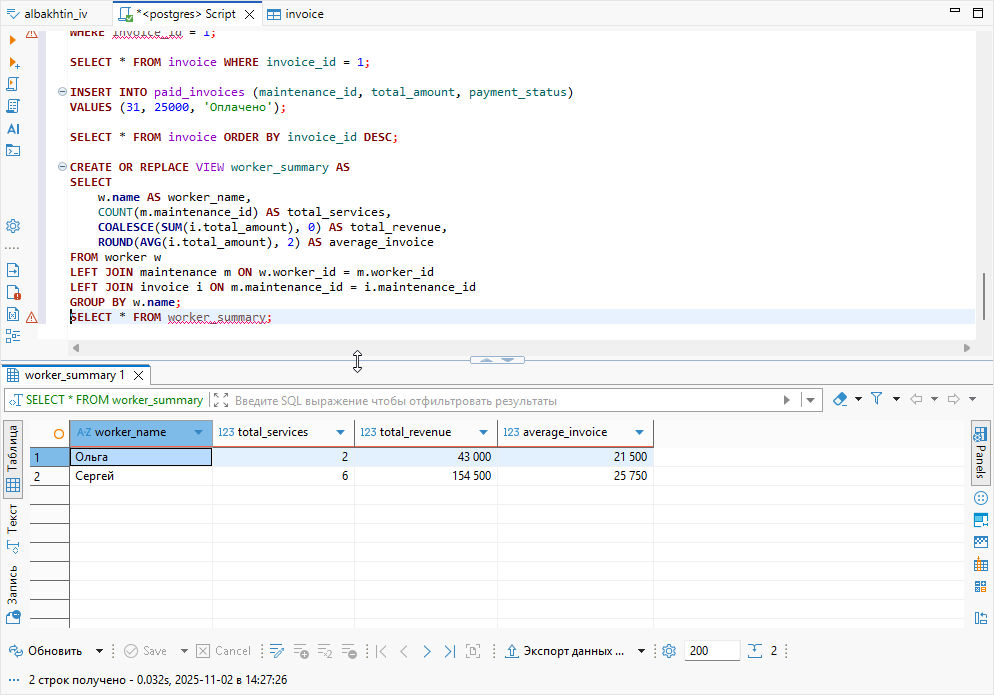 albakhtin_iv
*<postgres> Script
invoice
WHERE invoice_id = 1;
SELECT * FROM invoice WHERE invoice_id = 1;
INSERT INTO paid_invoices (maintenance_id, total_amount, payment_status)
VALUES (31, 25000, 'Оплачено');
SELECT * FROM invoice ORDER BY invoice_id DESC;
CREATE OR REPLACE VIEW worker_summary AS
SELECT
w.name AS worker_name,
COUNT(m.maintenance_id) AS total_services,
COALESCE(SUM(i.total_amount), 0) AS total_revenue,
ROUND(AVG(i.total_amount), 2) AS average_invoice
FROM worker w
LEFT JOIN maintenance m ON w.worker_id = m.worker_id
LEFT JOIN invoice i ON m.maintenance_id = i.maintenance_id
GROUP BY w.name;
SELECT * FROM worker_summary;
AI
worker_summary 1
SELECT * FROM worker_summary
Введите SQL выражение чтобы отфильтровать результаты
Таблица
Текст
Запись
A-Z worker_name 123 total_services 123 total_revenue 123 average_invoice
1 Ольга 2 43 000 21 500
2 Сергей 6 154 500 25 750
Panels
Обновить Save Cancel Экспорт данных ... 200 2
2 строк получено - 0.032s, 2025-11-02 в 14:27:26